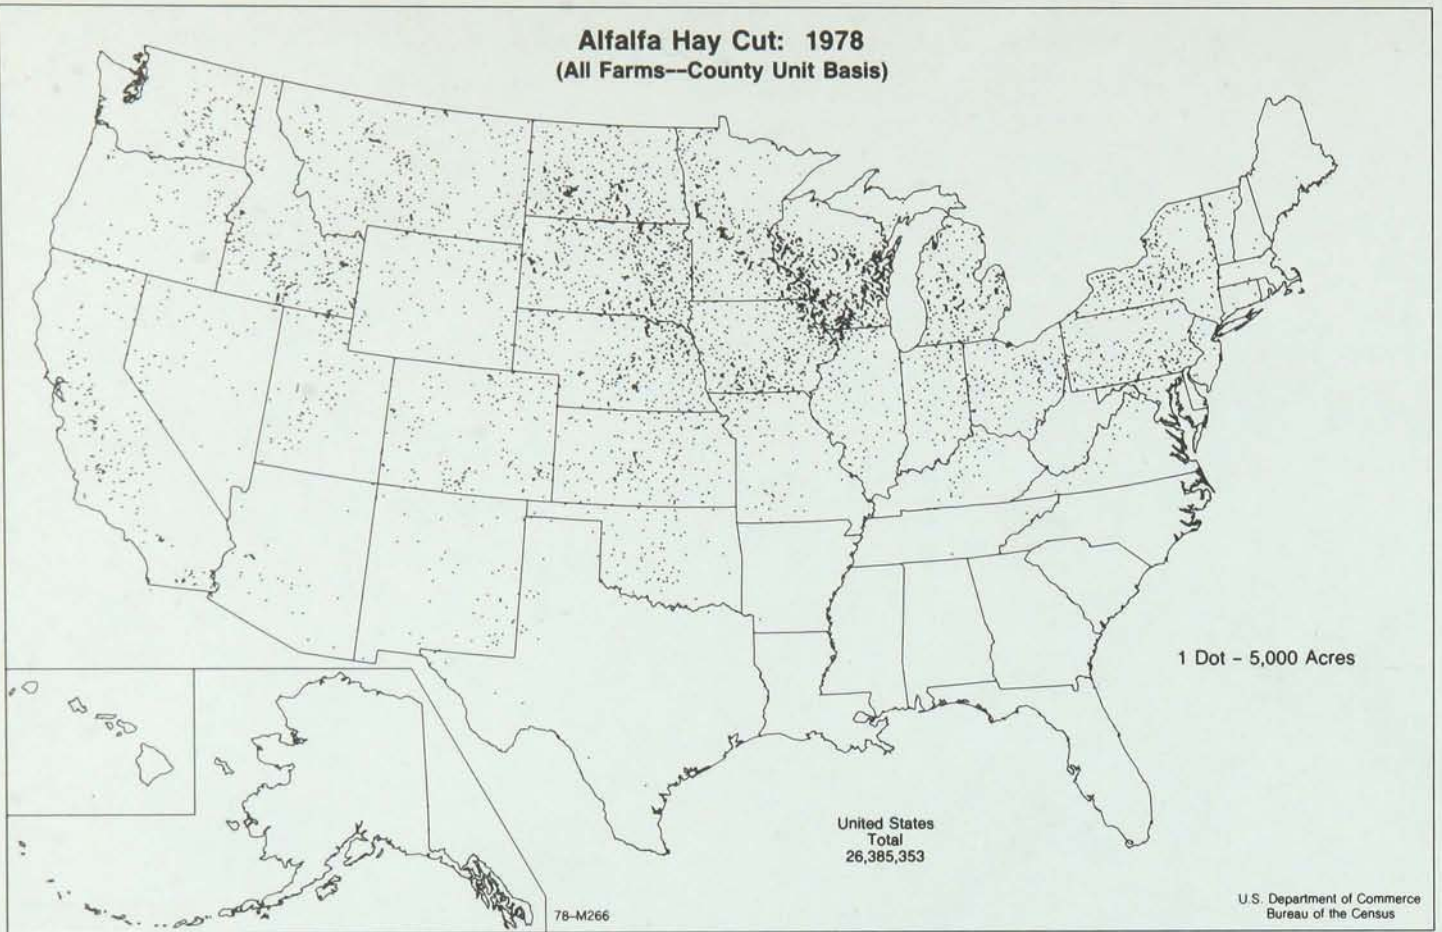 Alfalfa Hay Cut: 1978
(All Farms--County Unit Basis)
1 Dot - 5,000 Acres
United States
Total
26,385,353
78-M266
U.S. Department of Commerce
Bureau of the Census